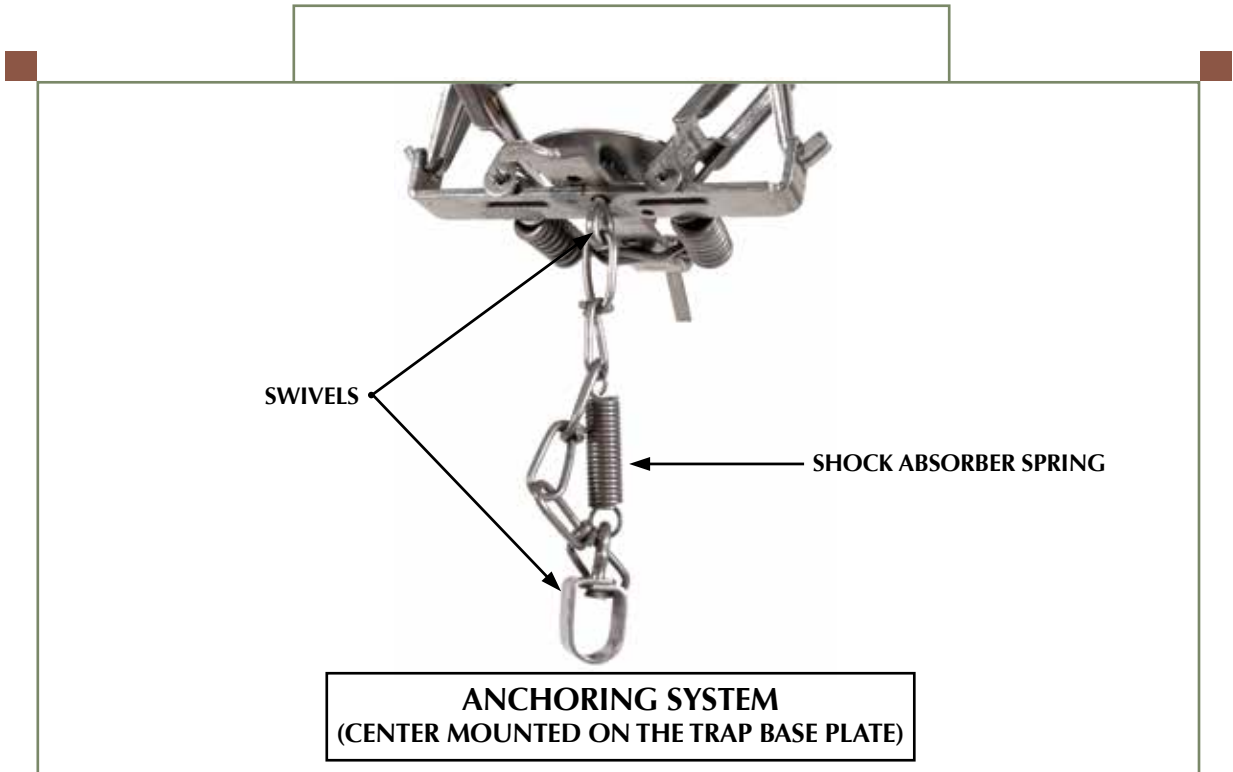 SWIVELS
SHOCK ABSORBER SPRING
ANCHORING SYSTEM
(CENTER MOUNTED ON THE TRAP BASE PLATE)